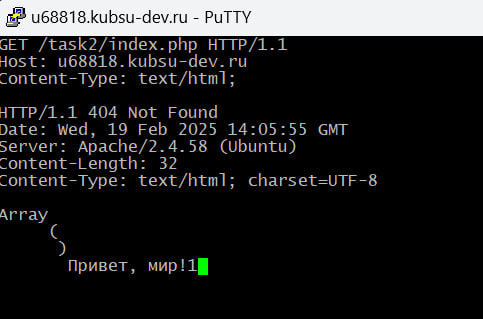 u68818.kubsu-dev.ru - PuTTY
GET /task2/index.php HTTP/1.1
Host: u68818.kubsu-dev.ru
Content-Type: text/html;
HTTP/1.1 404 Not Found
Date: Wed, 19 Feb 2025 14:05:55 GMT
Server: Apache/2.4.58 (Ubuntu)
Content-Length: 32
Content-Type: text/html; charset=UTF-8
Array
(
)
Привет, мир!1